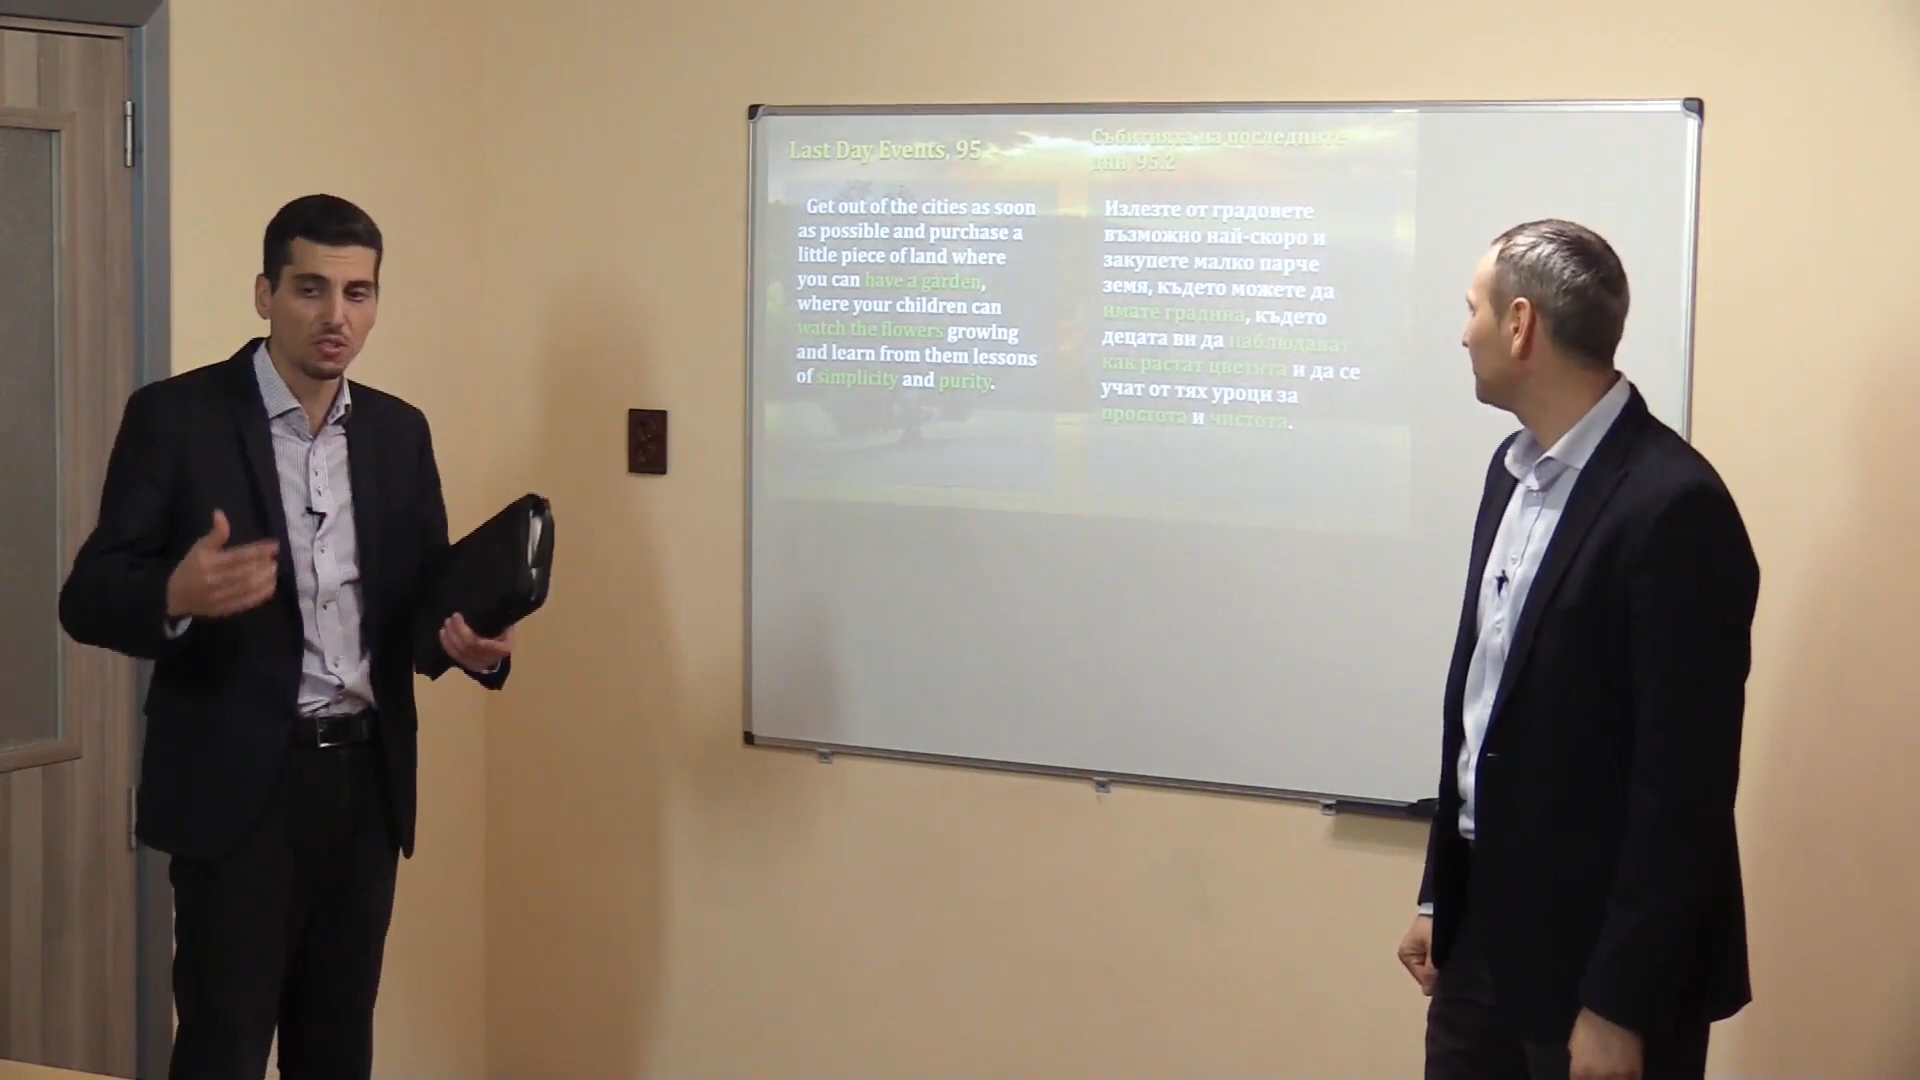 Last Day Events, 95.
Get out of the cities as soon
as possible and purchase a
little piece of land where
you can have a garden,
where your children can
watch the flowers growing
and learn from them lessons
of simplicity and purity.
Събитията на последните
дни, 95.2
Излезте от градовете
възможно най-скоро и
закупете малко парче
земя, където можете да
имате градина, където
децата ви да наблюдават
как растат цветята и да се
учат от тях уроци за
простота и чистота.